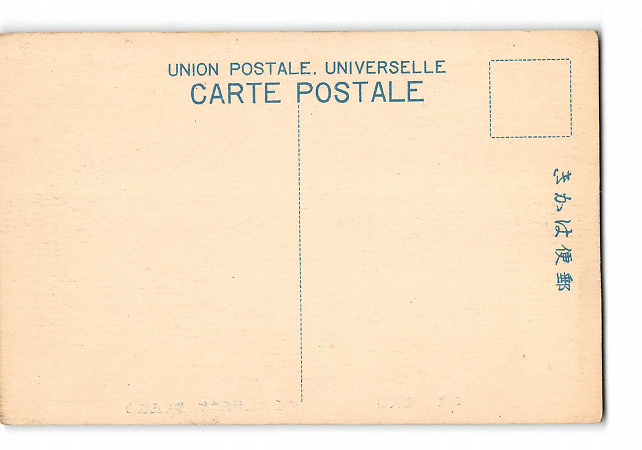 UNION POSTALE. UNIVERSELLE
CARTE POSTALE
きかは便郵